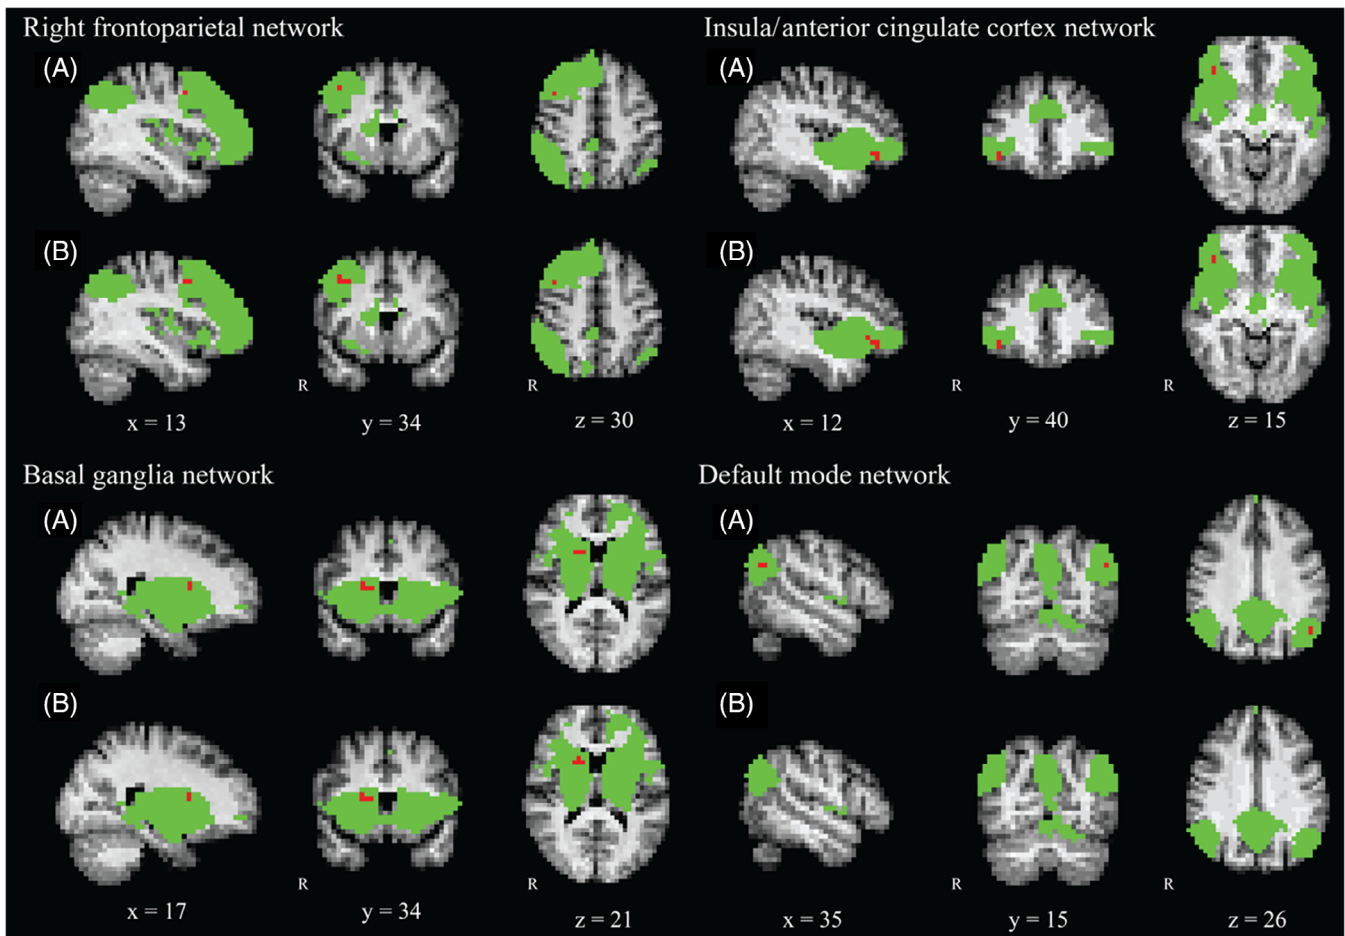 Right frontoparietal network
(A)
(B)
R
R
x = 13
y = 34
z = 30
Insula/anterior cingulate cortex network
(A)
(B)
R
R
x = 12
y = 40
z = 15
Basal ganglia network
(A)
(B)
R
R
x = 17
y = 34
z = 21
Default mode network
(A)
(B)
R
R
x = 35
y = 15
z = 26